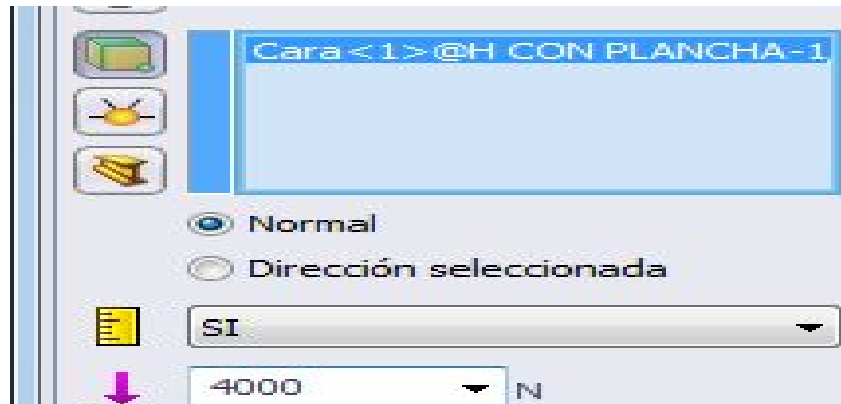 Cara<1>@H CON PLANCHA-1
Normal
Dirección seleccionada
SI
4000 N